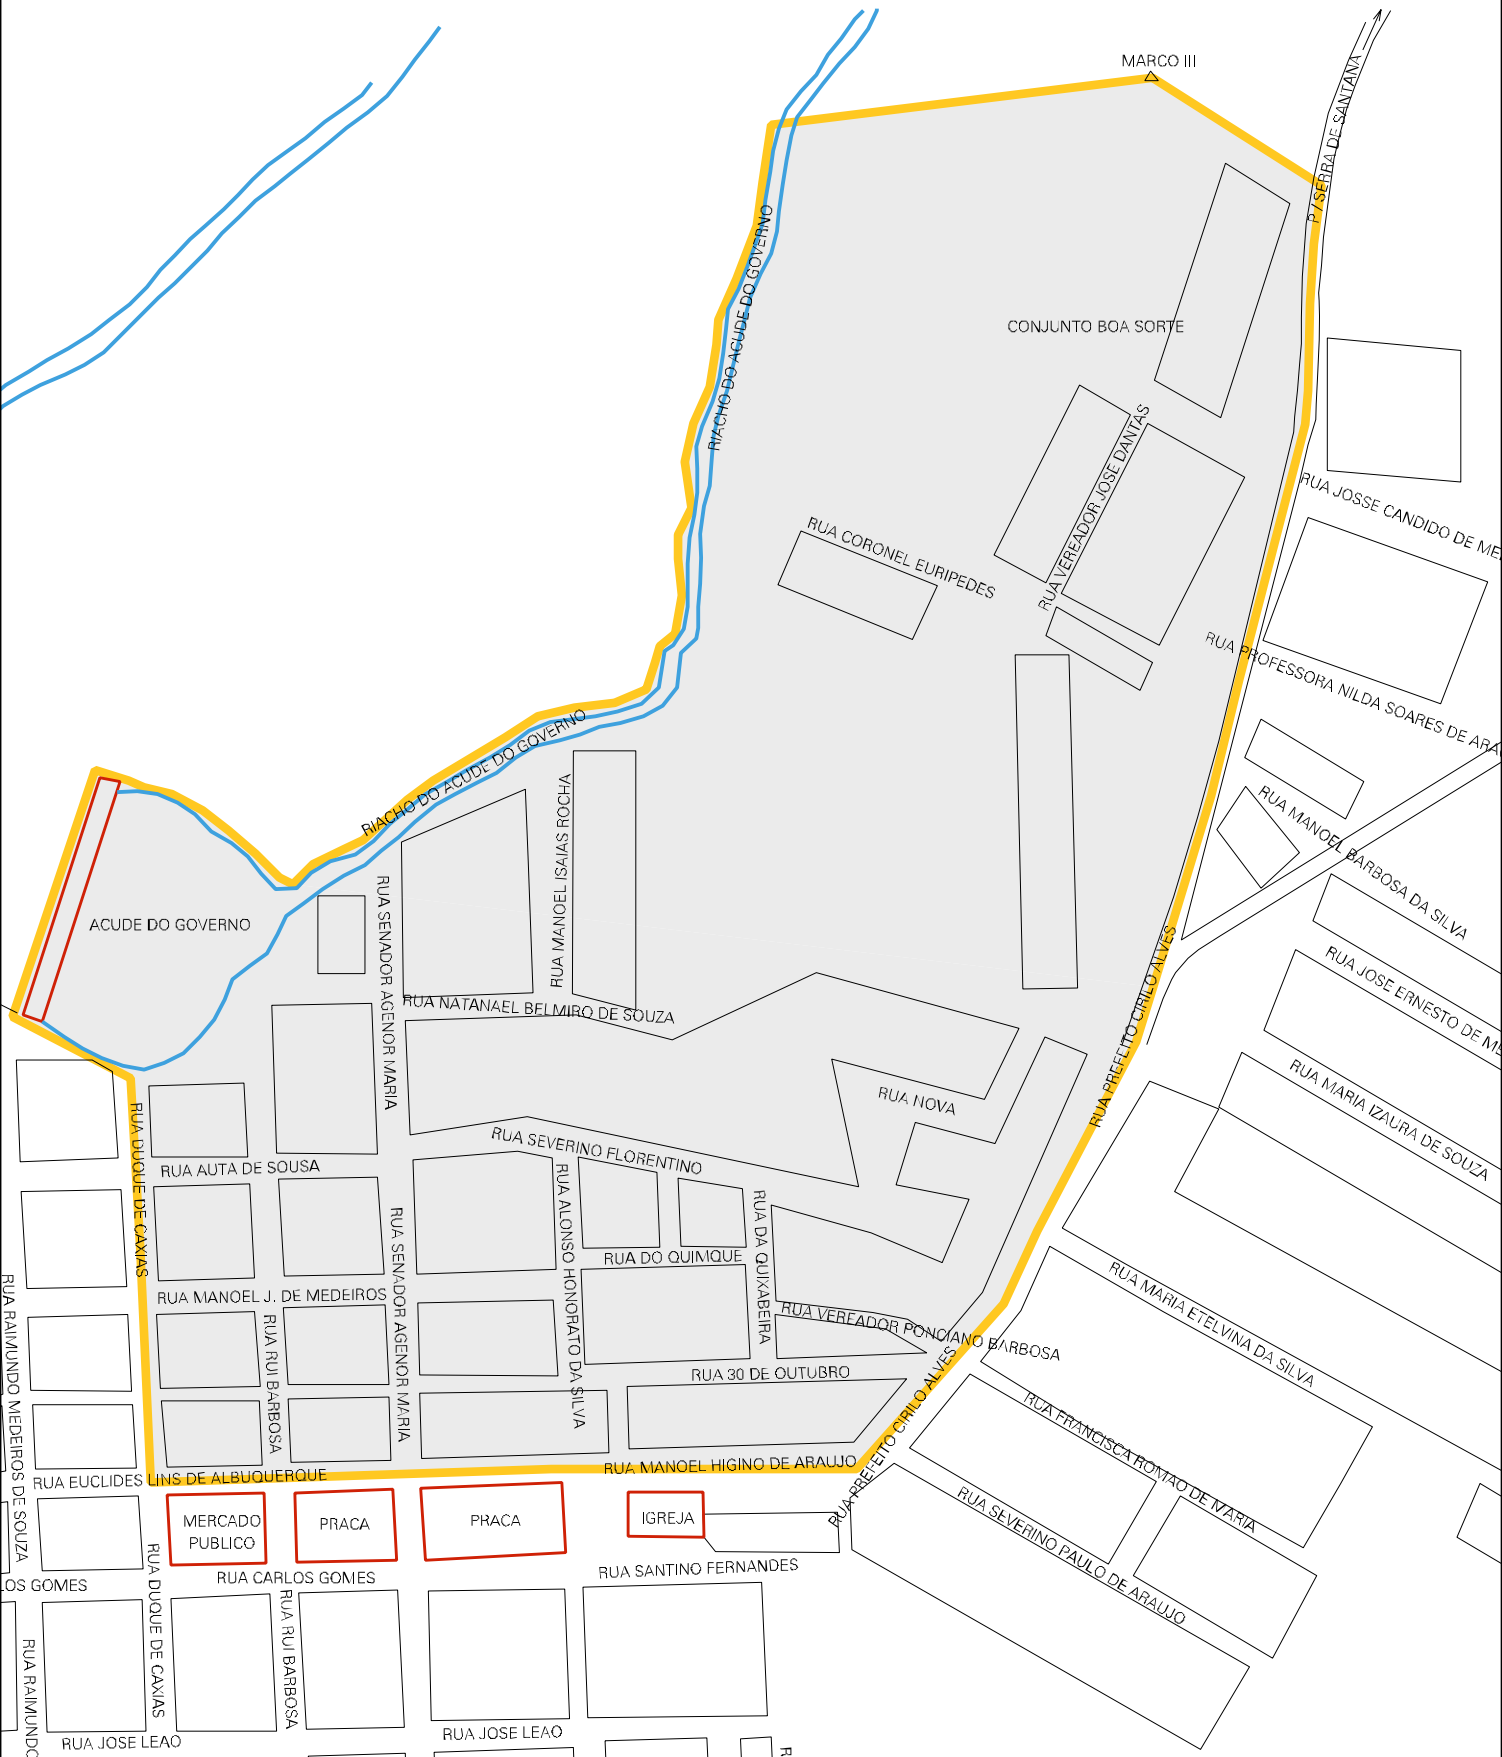 MARCO III
P / SERRA DE SANTANA
RIACHO DO ACUDE DO GOVERNO
CONJUNTO BOA SORTE
RUA VEREADOR JOSE DANTAS
RUA JOSSE CANDIDO DE ME
RUA CORONEL EURIPEDES
RUA PROFESSORA NILDA SOARES DE ARA
RIACHO DO ACUDE DO GOVERNO
RUA MANOEL ISAIAS ROCHA
RUA MANOEL BARBOSA DA SILVA
ACUDE DO GOVERNO
RUA SENADOR AGENOR MARIA
RUA NATANAEL BELMIRO DE SOUZA
RUA PREFEITO CIRILO ALVES
RUA JOSE ERNESTO DE ME
RUA MARIA IZAURA DE SOUZA
RUA NOVA
RUA DUQUE DE CAXIAS
RUA AUTA DE SOUSA
RUA SEVERINO FLORENTINO
RUA ALONSO HONORATO DA SILVA
RUA DA QUIXABEIRA
RUA SENADOR AGENOR MARIA
RUA DO QUIMQUE
RUA RAIMUNDO MEDEIROS DE SOUZA
RUA MANOEL J. DE MEDEIROS
RUA RUI BARBOSA
RUA VEREADOR PONCIANO BARBOSA
RUA MARIA ETELVINA DA SILVA
RUA 30 DE OUTUBRO
RUA PREFEITO CIRILO ALVES
RUA FRANCISCA ROMAO DE MARIA
RUA EUCLIDES LINS DE ALBUQUERQUE
RUA MANOEL HIGINO DE ARAUJO
RUA SEVERINO PAULO DE ARAUJO
MERCADO
PUBLICO
PRACA
PRACA
IGREJA
LOS GOMES
RUA CARLOS GOMES
RUA SANTINO FERNANDES
RUA DUQUE DE CAXIAS
RUA RUI BARBOSA
RUA RAIMUNDO
RUA JOSE LEAO
RUA JOSE LEAO
R